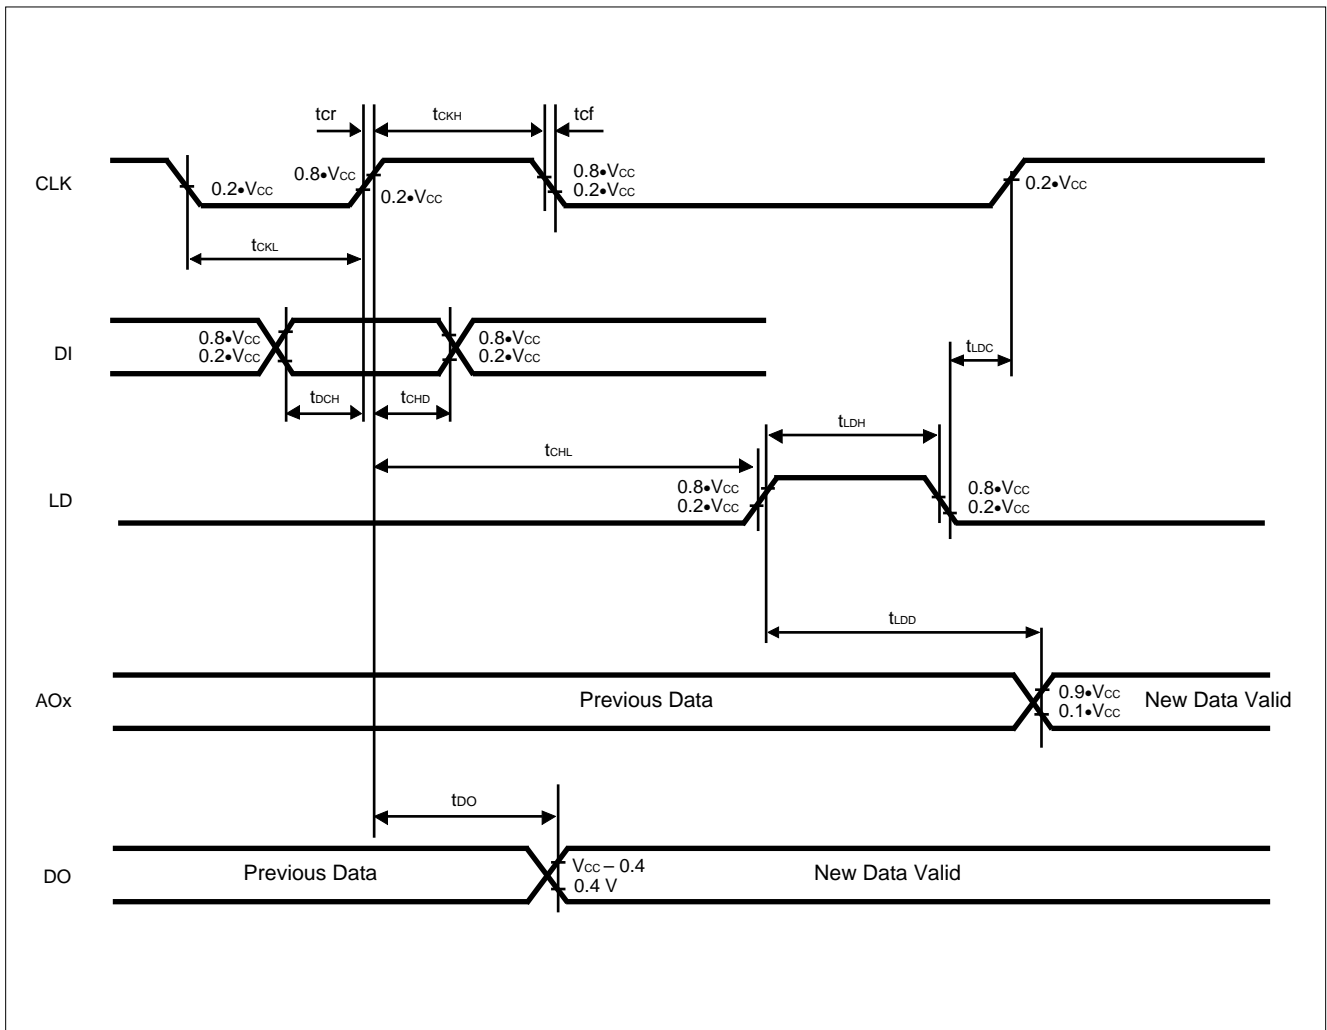 tcr
tCKH
tcf
CLK
0.2•VCC
0.8•VCC
0.2•VCC
0.8•VCC
0.2•VCC
0.2•VCC
tCKL
DI
0.8•VCC
0.2•VCC
0.8•VCC
0.2•VCC
tLDC
tDCH
tCHD
tLDH
tCHL
LD
0.8•VCC
0.2•VCC
0.8•VCC
0.2•VCC
tLDD
AOx
Previous Data
0.9•VCC
0.1•VCC
New Data Valid
tDO
DO
Previous Data
VCC – 0.4
0.4 V
New Data Valid